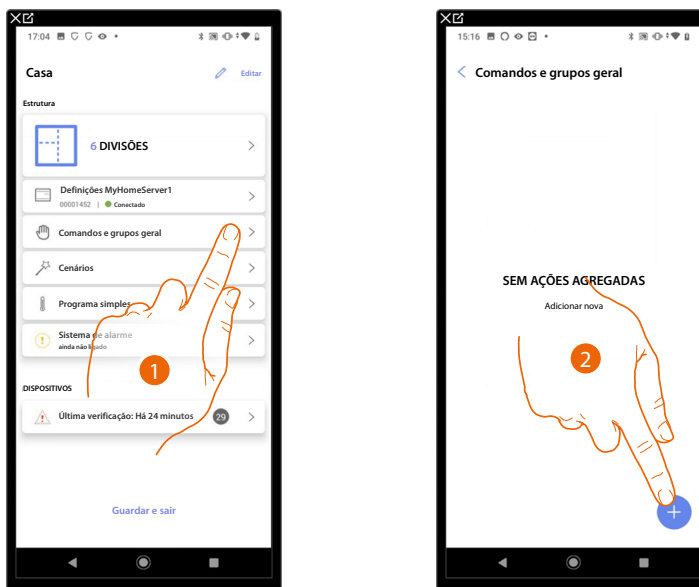 17:04
Casa
Editar
Estrutura
6 DIVISÕES
Definições MyHomeServer1
00001452 | Conectado
Comandos e grupos geral
Cenários
Programa simples
Sistema de alarme
ainda não ligado
1
DISPOSITIVOS
Última verificação: Há 24 minutos 29
Guardar e sair
15:16
Comandos e grupos geral
SEM AÇÕES AGREGADAS
Adicionar nova
2